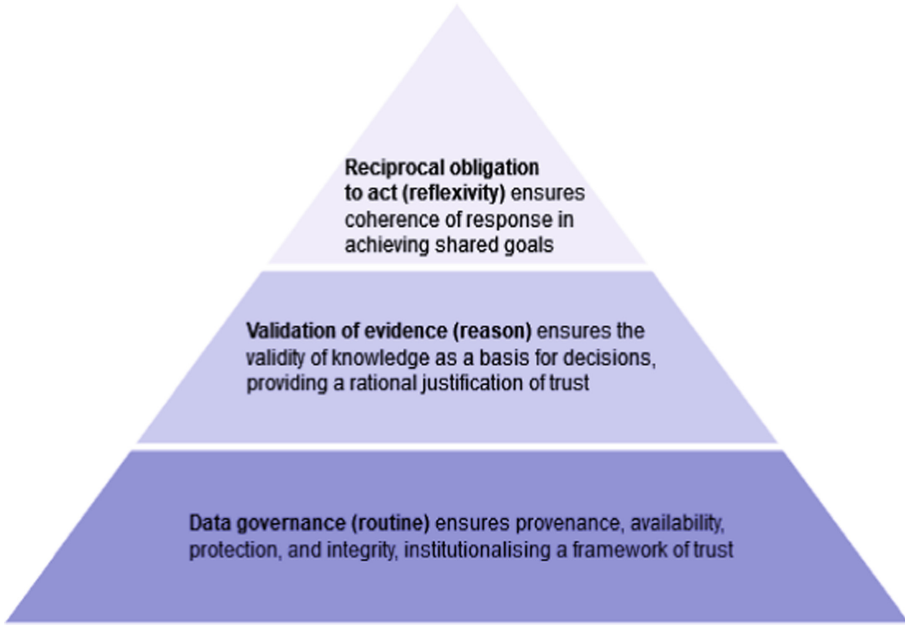 Reciprocal obligation
to act (reflexivity) ensures
coherence of response in
achieving shared goals
Validation of evidence (reason) ensures the
validity of knowledge as a basis for decisions,
providing a rational justification of trust
Data governance (routine) ensures provenance, availability,
protection, and integrity, institutionalising a framework of trust